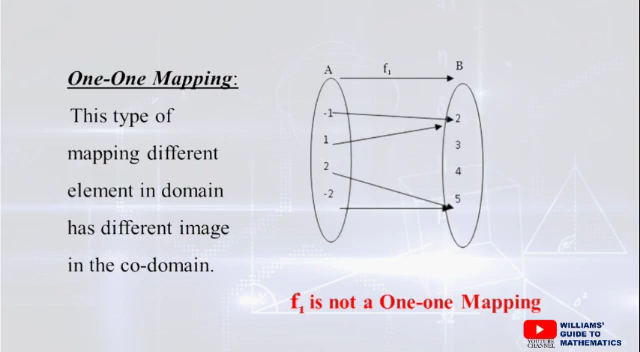 One-One Mapping:
This type of
mapping different
element in domain
has different image
in the co-domain.
A f₁ B
-1 2
1 3
2 4
-2 5
f₁ is not a One-one Mapping
YOUTUBE
CHANNEL
WILLIAMS'
GUIDE TO
MATHEMATICS